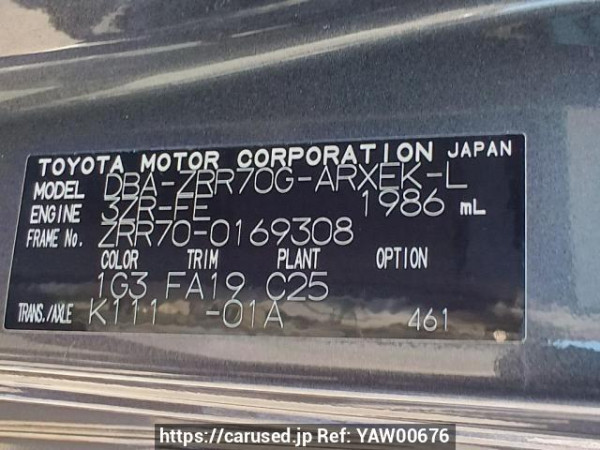 TOYOTA MOTOR CORPORATION JAPAN
MODEL DBA-ZRR70G-ARXEK-L
ENGINE 3ZR-FE 1986 mL
FRAME No. ZRR70-0169308
COLOR TRIM PLANT OPTION
1G3 FA19 C25
TRANS./AXLE K111 -01A 461
https://carused.jp Ref: YAW00676